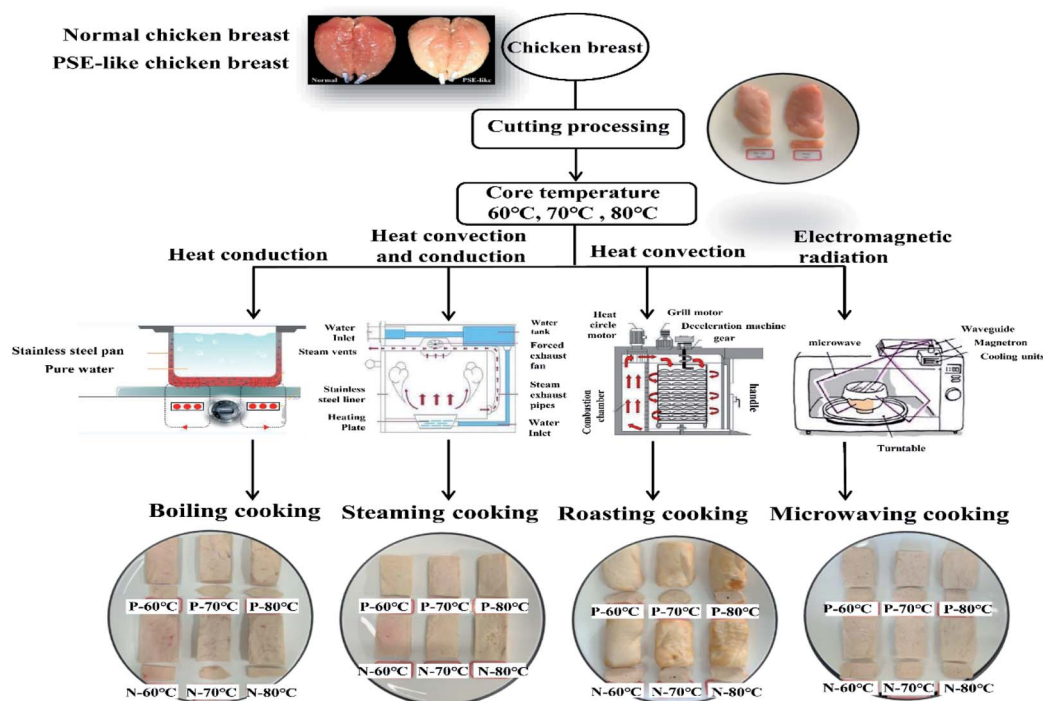 Normal chicken breast
PSE-like chicken breast
Normal
PSE-like
Chicken breast
Cutting processing
Core temperature
60°C, 70°C , 80°C
Heat conduction
Heat convection
and conduction
Heat convection
Electromagnetic
radiation
Stainless steel pan
Pure water
Water
Inlet
Steam vents
Stainless
steel liner
Heating
Plate
Water
tank
Forced
exhaust
fan
Steam
exhaust
pipes
Water
Inlet
Heat
circle
motor
Grill motor
Deceleration machine
gear
Combustion
chamber
handle
microwave
Waveguide
Magnetron
Cooling units
Turntable
Boiling cooking
Steaming cooking
Roasting cooking
Microwaving cooking
P-60°C P-70°C P-80°C
N-60°C N-70°C N-80°C
P-60°C P-70°C P-80°C
N-60°C N-70°C N-80°C
P-60°C P-70°C P-80°C
N-60°C N-70°C N-80°C
P-60°C P-70°C P-80°C
N-60°C N-70°C N-80°C